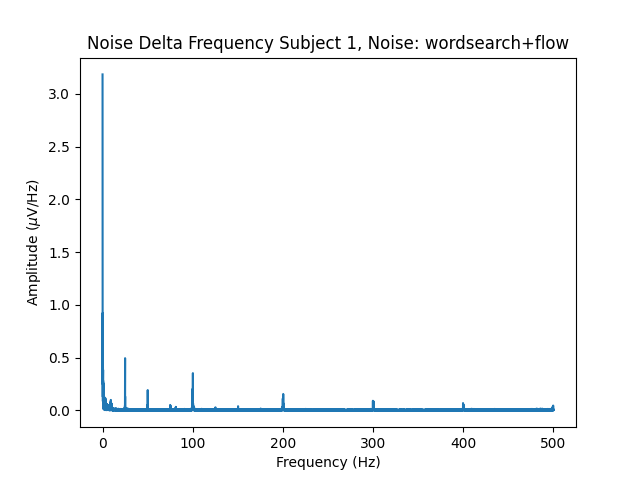 Noise Delta Frequency Subject 1, Noise: wordsearch+flow
Amplitude (μV/Hz)
3.0
2.5
2.0
1.5
1.0
0.5
0.0
0 100 200 300 400 500
Frequency (Hz)